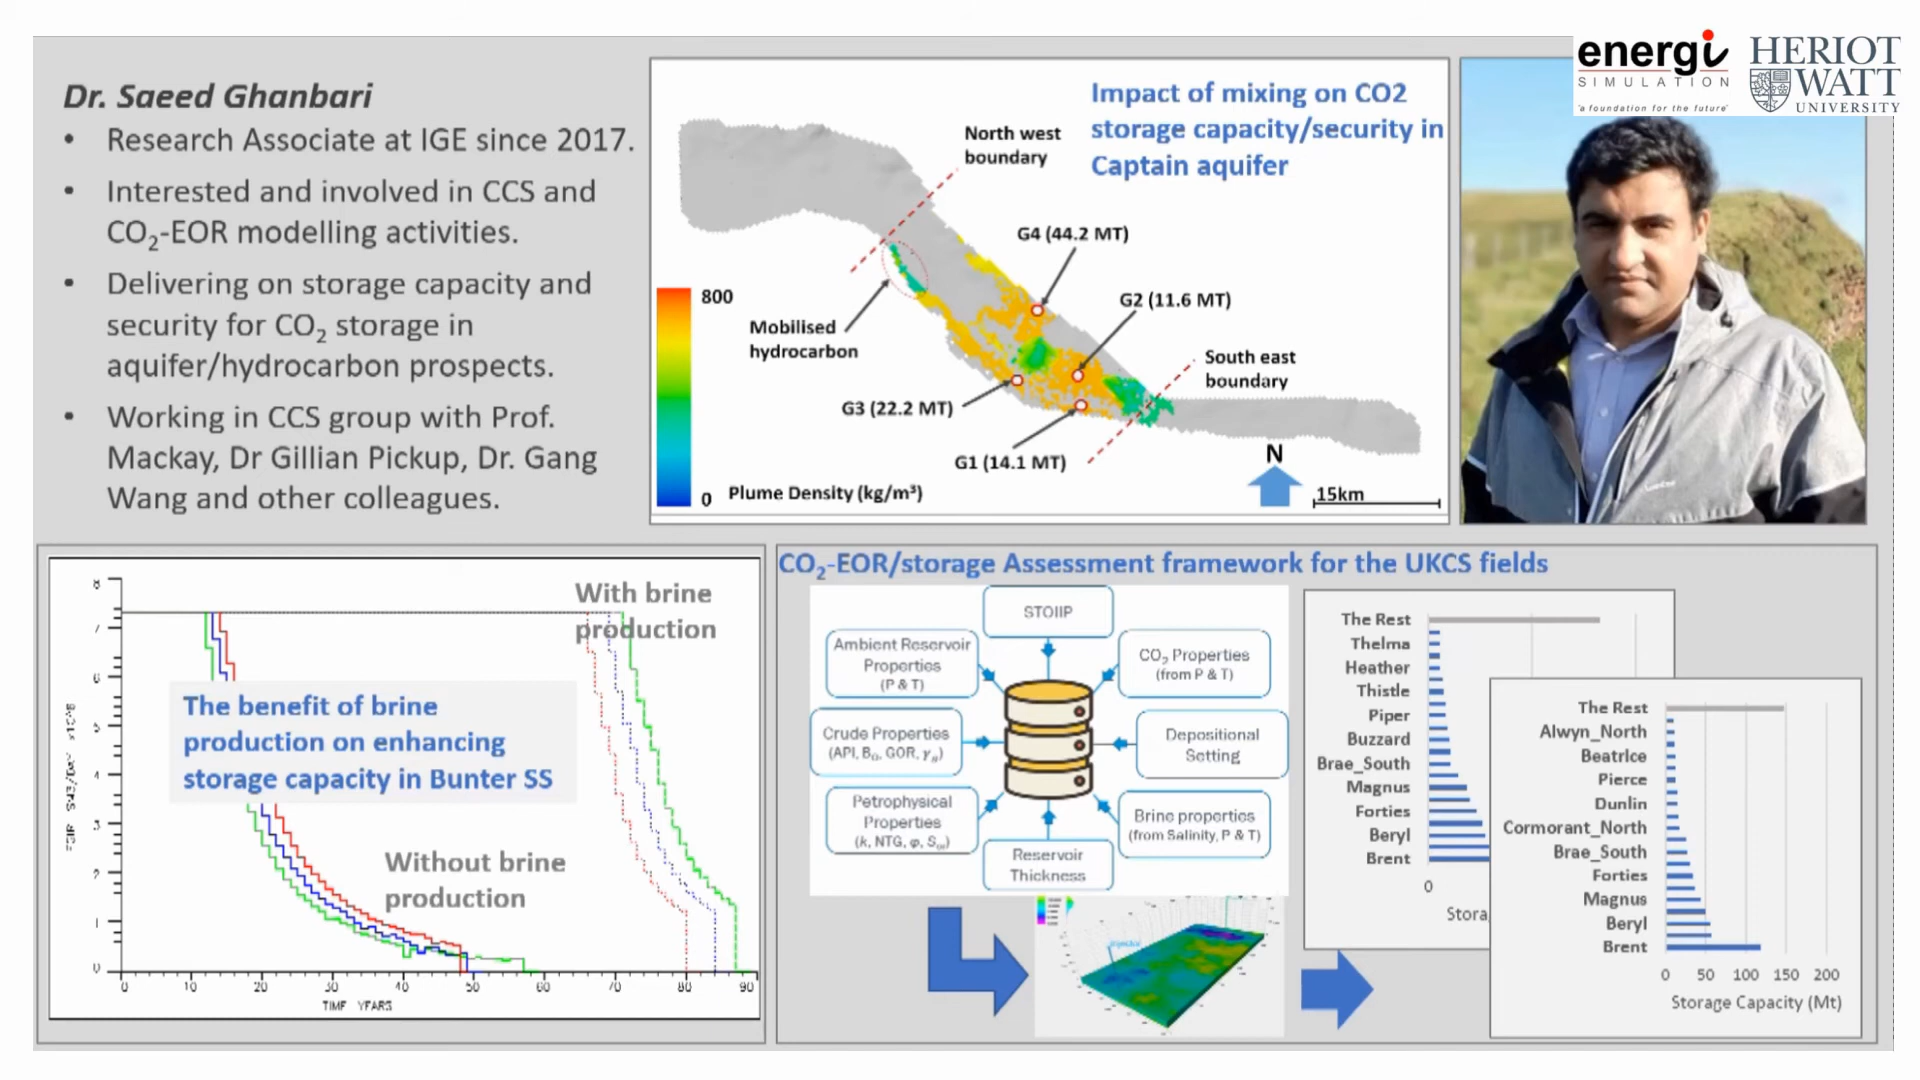 energi
SIMULATION
'a foundation for the future'
HERIOT
WATT
UNIVERSITY
Dr. Saeed Ghanbari
• Research Associate at IGE since 2017.
• Interested and involved in CCS and
CO₂-EOR modelling activities.
• Delivering on storage capacity and
security for CO₂ storage in
aquifer/hydrocarbon prospects.
• Working in CCS group with Prof.
Mackay, Dr Gillian Pickup, Dr. Gang
Wang and other colleagues.
Impact of mixing on CO2
storage capacity/security in
Captain aquifer
North west
boundary
G4 (44.2 MT)
G2 (11.6 MT)
800
Mobilised
hydrocarbon
South east
boundary
G3 (22.2 MT)
G1 (14.1 MT)
N
0
Plume Density (kg/m³)
15km
With brine
production
The benefit of brine
production on enhancing
storage capacity in Bunter SS
Without brine
production
8
7
6
5
4
3
2
1
0
0 10 20 30 40 50 60 70 80 90
TIME YEARS
CO₂-EOR/storage Assessment framework for the UKCS fields
STOIIP
Ambient Reservoir
Properties
(P & T)
CO₂ Properties
(from P & T)
Crude Properties
Depositional
Setting
Petrophysical
Properties
Brine properties
(from Salinity, P & T)
Reservoir
Thickness
The Rest
Thelma
Heather
Thistle
Piper
Buzzard
Brae_South
Magnus
Forties
Beryl
Brent
0
Stora
The Rest
Alwyn_North
Beatrice
Pierce
Dunlin
Cormorant_North
Brae_South
Forties
Magnus
Beryl
Brent
0 50 100 150 200
Storage Capacity (Mt)